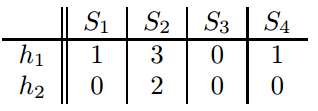 S₁ S₂ S₃ S₄
h₁ 1 3 0 1
h₂ 0 2 0 0